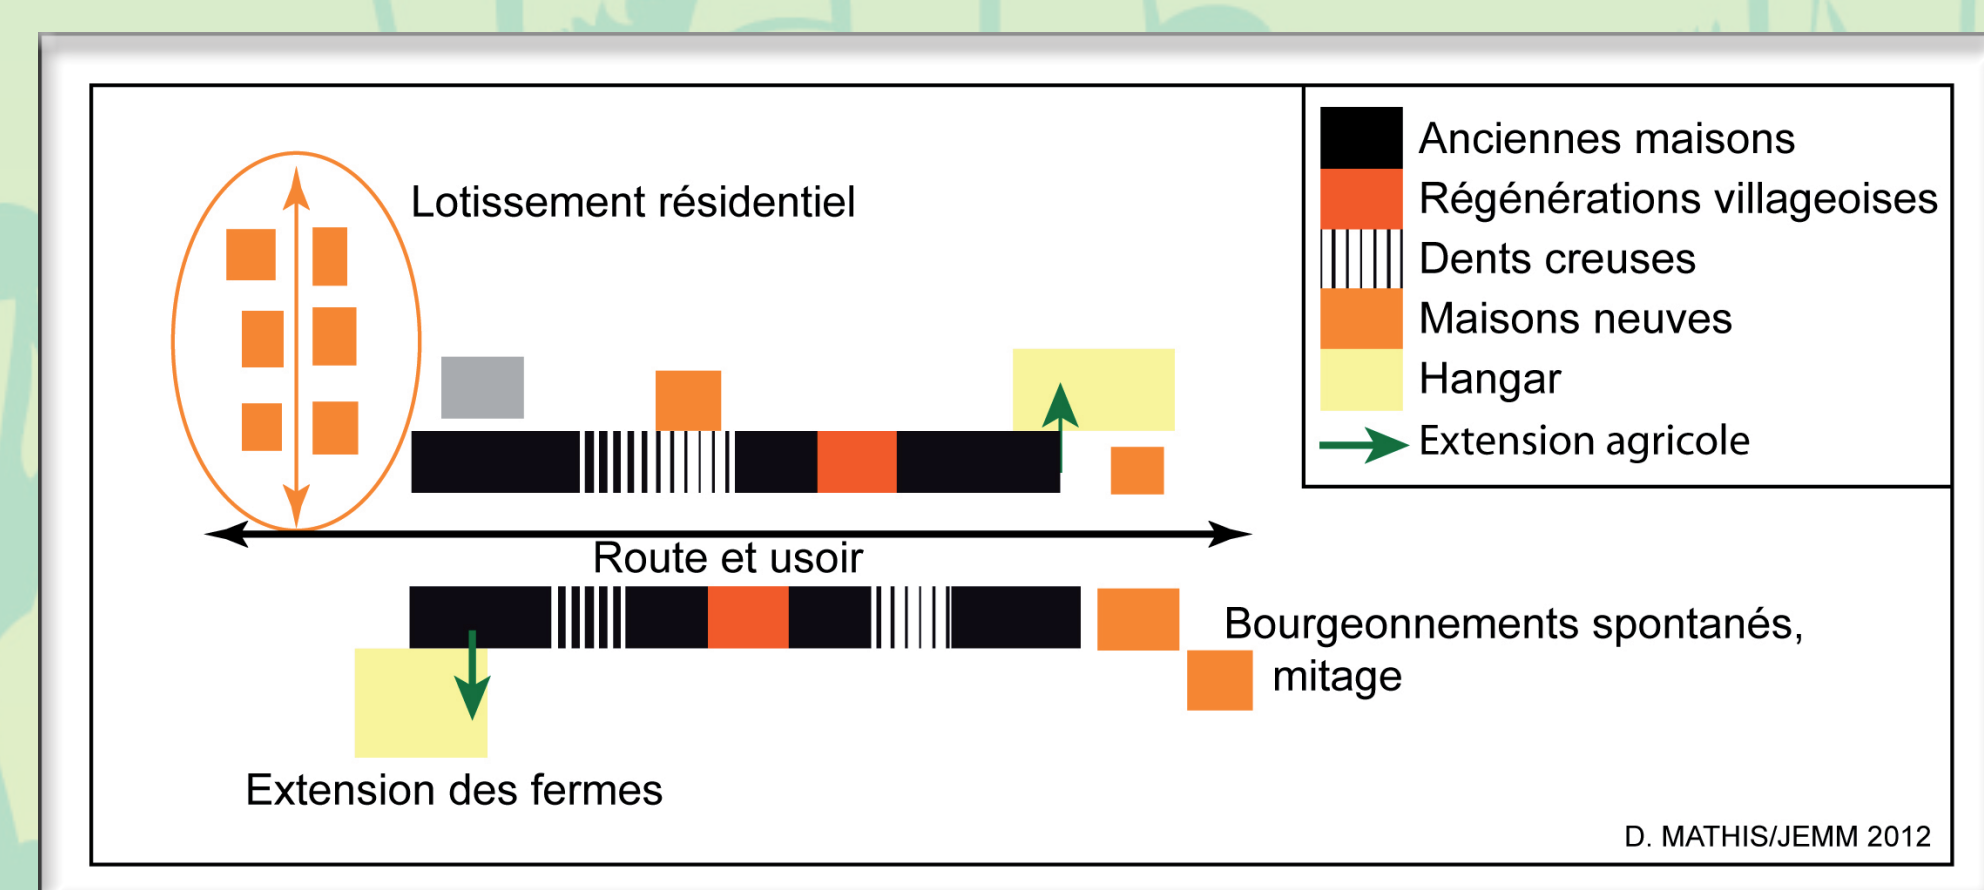 Lotissement résidentiel
Anciennes maisons
Régénérations villageoises
Dents creuses
Maisons neuves
Hangar
Extension agricole
Route et usoir
Bourgeonnements spontanés,
mitage
Extension des fermes
D. MATHIS/JEMM 2012